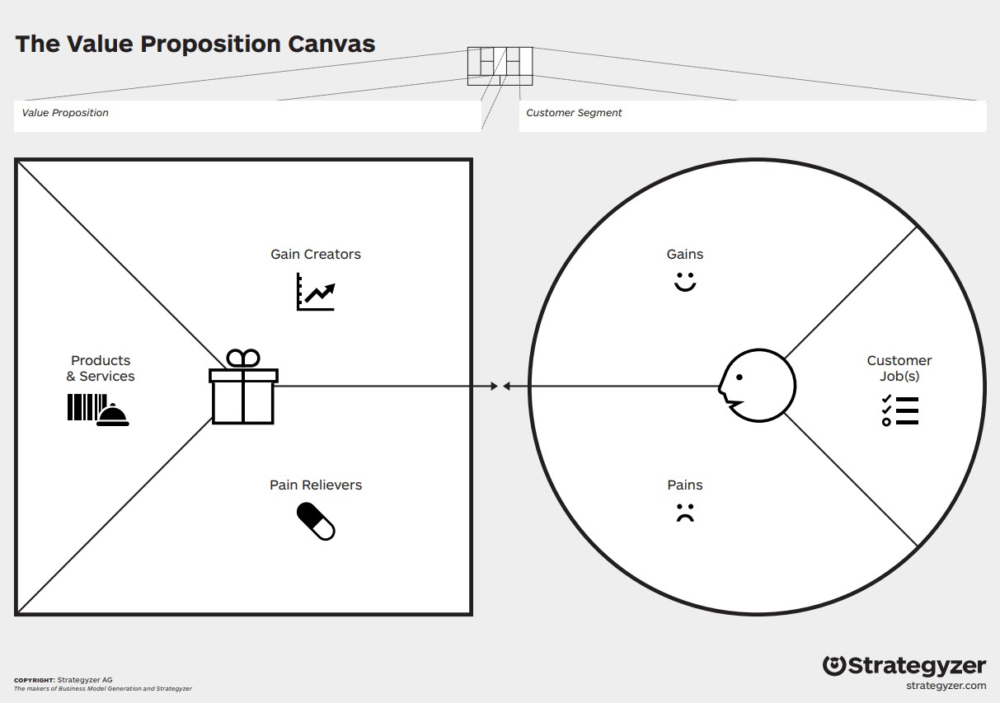 The Value Proposition Canvas
Value Proposition
Customer Segment
Gain Creators
Products
& Services
Pain Relievers
Gains
Customer
Job(s)
Pains
COPYRIGHT: Strategyzer AG
The makers of Business Model Generation and Strategyzer
Strategyzer
strategyzer.com